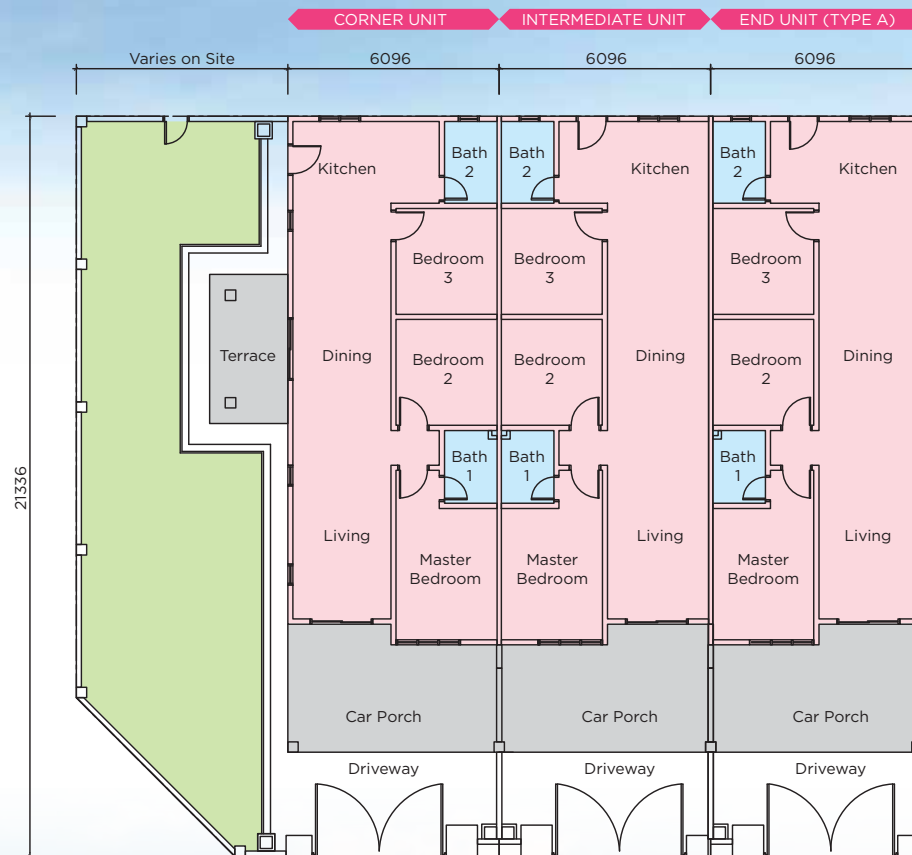 CORNER UNIT
INTERMEDIATE UNIT
END UNIT (TYPE A)
Varies on Site
6096
6096
6096
21336
Kitchen
Bath
2
Bath
2
Kitchen
Bath
2
Kitchen
Bedroom
3
Bedroom
3
Bedroom
3
Terrace
Dining
Bedroom
2
Bedroom
2
Dining
Bedroom
2
Dining
Bath
1
Bath
1
Bath
1
Living
Master
Bedroom
Master
Bedroom
Living
Master
Bedroom
Living
Car Porch
Car Porch
Car Porch
Driveway
Driveway
Driveway